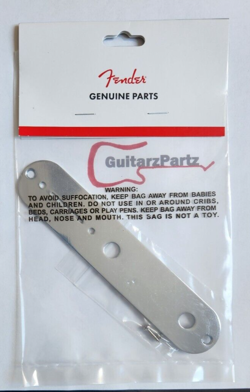 Fender
GENUINE PARTS
GuitarzPartz
WARNING:
TO AVOID SUFFOCATION, KEEP BAG AWAY FROM BABIES
AND CHILDREN. DO NOT USE IN OR AROUND CRIBS,
BEDS, CARRIAGES OR PLAY PENS. KEEP BAG AWAY FROM
HEAD, NOSE AND MOUTH. THIS BAG IS NOT A TOY.